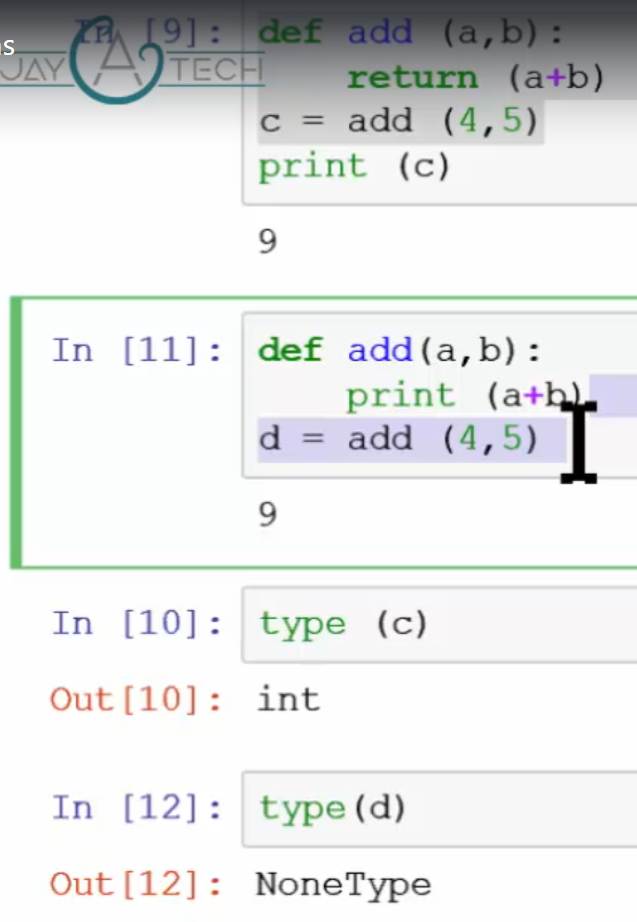 ns
JAY A TECH
In [9]: def add (a,b):
return (a+b)
c = add (4,5)
print (c)
9
In [11]: def add(a,b):
print (a+b)
d = add (4,5)
9
In [10]: type (c)
Out[10]: int
In [12]: type(d)
Out[12]: NoneType